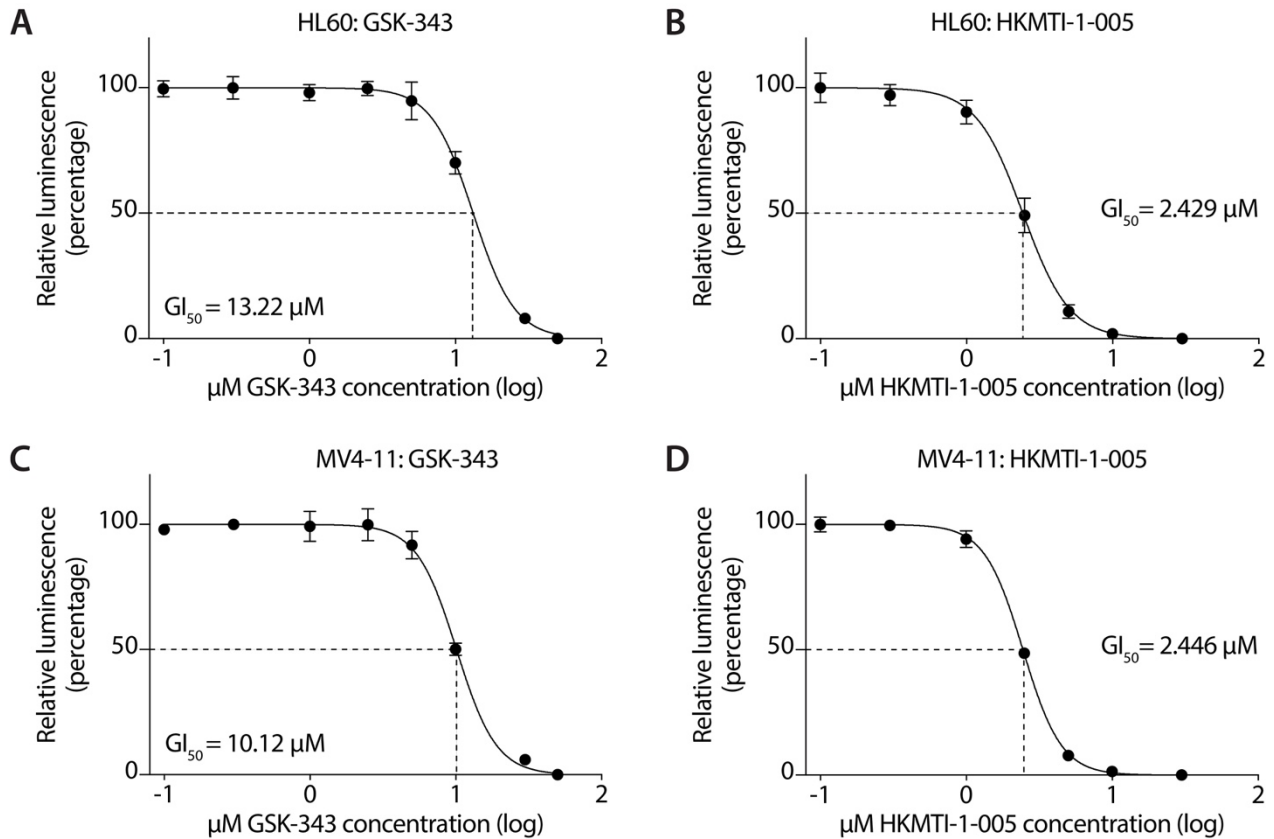 A
HL60: GSK-343
Relative luminescence
(percentage)
100
50
0
GI50 = 13.22 µM
-1
0
1
2
µM GSK-343 concentration (log)
B
HL60: HKMTI-1-005
Relative luminescence
(percentage)
100
50
0
GI50 = 2.429 µM
-1
0
1
2
µM HKMTI-1-005 concentration (log)
C
MV4-11: GSK-343
Relative luminescence
(percentage)
100
50
0
GI50 = 10.12 µM
-1
0
1
2
µM GSK-343 concentration (log)
D
MV4-11: HKMTI-1-005
Relative luminescence
(percentage)
100
50
0
GI50 = 2.446 µM
-1
0
1
2
µM HKMTI-1-005 concentration (log)